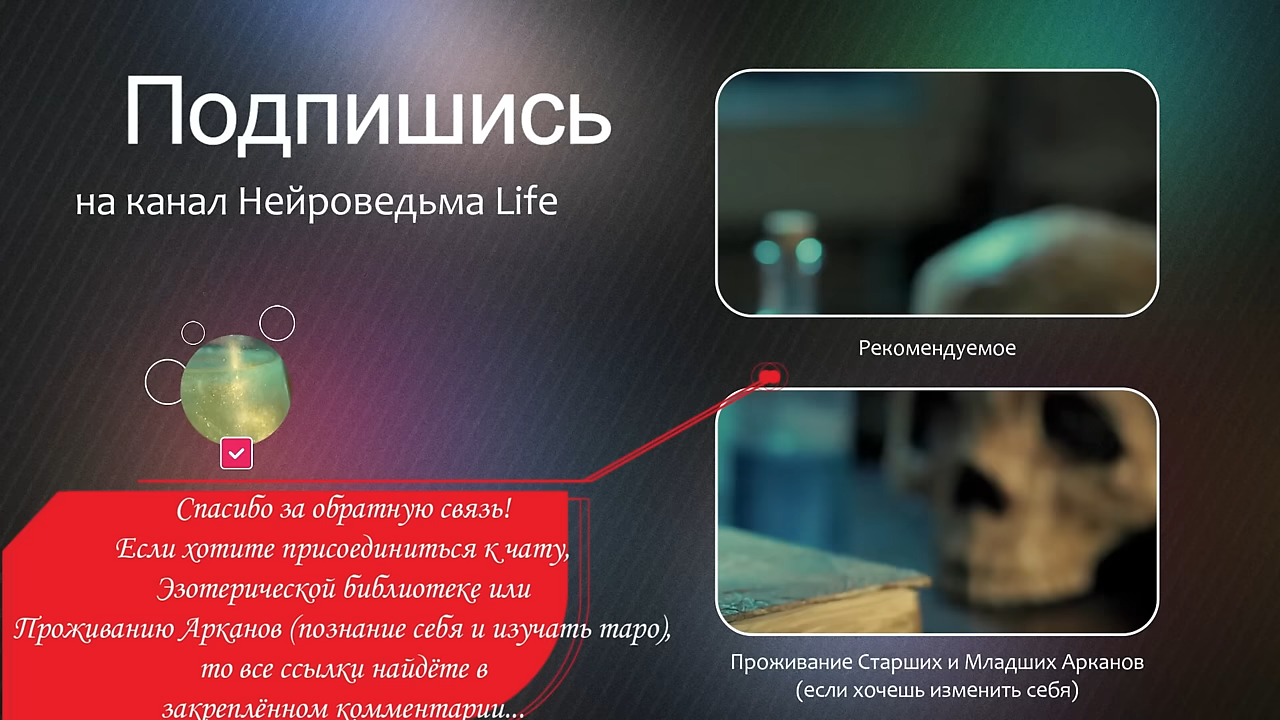 Подпишись
на канал Нейроведьма Life
Рекомендуемое
Спасибо за обратную связь!
Если хотите присоединиться к чату,
Эзотерической библиотеке или
Проживанию Арканов (познание себя и изучать таро),
то все ссылки найдёте в
закреплённом комментарии...
Проживание Старших и Младших Арканов
(если хочешь изменить себя)